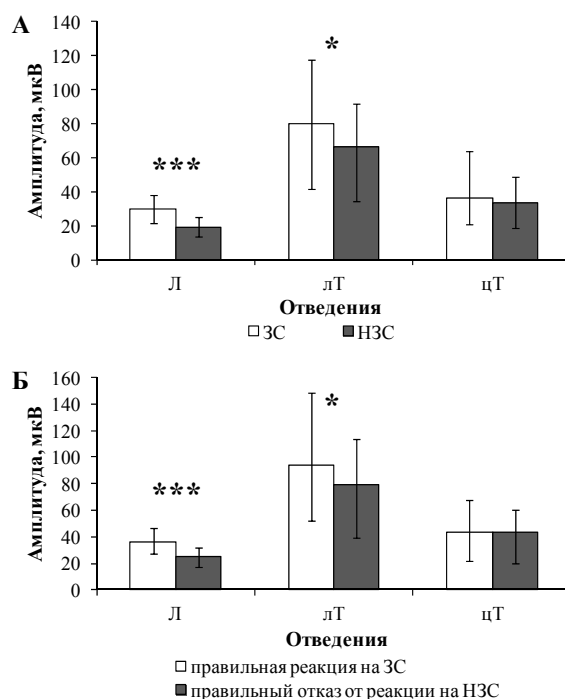 А
Амплитуда, мкВ
140
120
100
80
60
40
20
0
***
*
Л
лТ
цТ
Отведения
ЗС
НЗС
Б
Амплитуда, мкВ
160
140
120
100
80
60
40
20
0
***
*
Л
лТ
цТ
Отведения
правильная реакция на ЗС
правильный отказ от реакции на НЗС